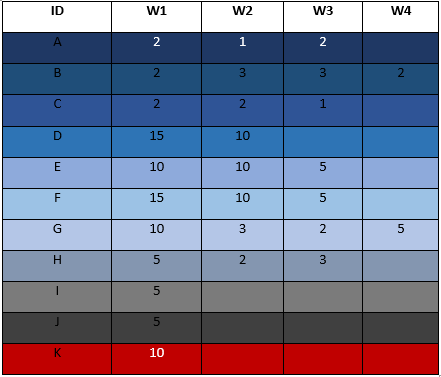 ID W1 W2 W3 W4
A 2 1 2
B 2 3 3 2
C 2 2 1
D 15 10
E 10 10 5
F 15 10 5
G 10 3 2 5
H 5 2 3
I 5
J 5
K 10